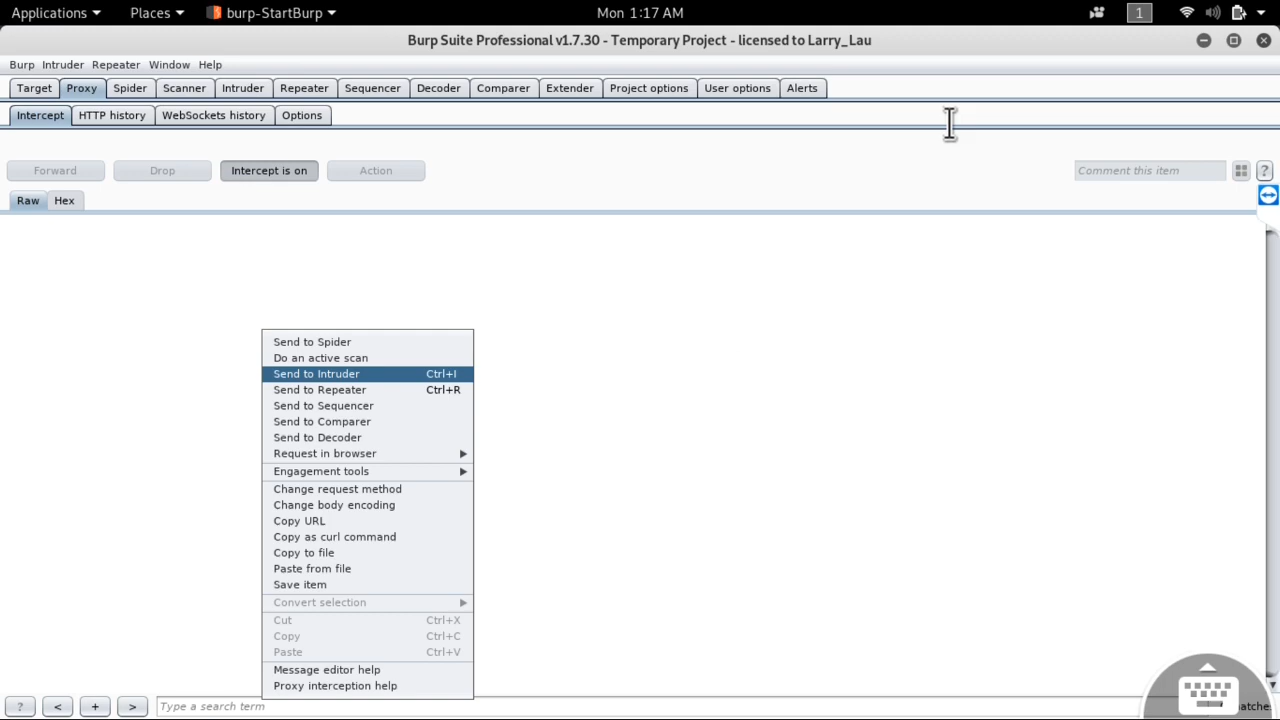 Applications Places burp-StartBurp Mon 1:17 AM 1
Burp Suite Professional v1.7.30 - Temporary Project - licensed to Larry_Lau
Burp Intruder Repeater Window Help
Target Proxy Spider Scanner Intruder Repeater Sequencer Decoder Comparer Extender Project options User options Alerts
Intercept HTTP history WebSockets history Options
Forward Drop Intercept is on Action Comment this item ?
Raw Hex
Send to Spider
Do an active scan
Send to Intruder Ctrl+I
Send to Repeater Ctrl+R
Send to Sequencer
Send to Comparer
Send to Decoder
Request in browser
Engagement tools
Change request method
Change body encoding
Copy URL
Copy as curl command
Copy to file
Paste from file
Save item
Convert selection
Cut Ctrl+X
Copy Ctrl+C
Paste Ctrl+V
Message editor help
Proxy interception help
? < + > Type a search term